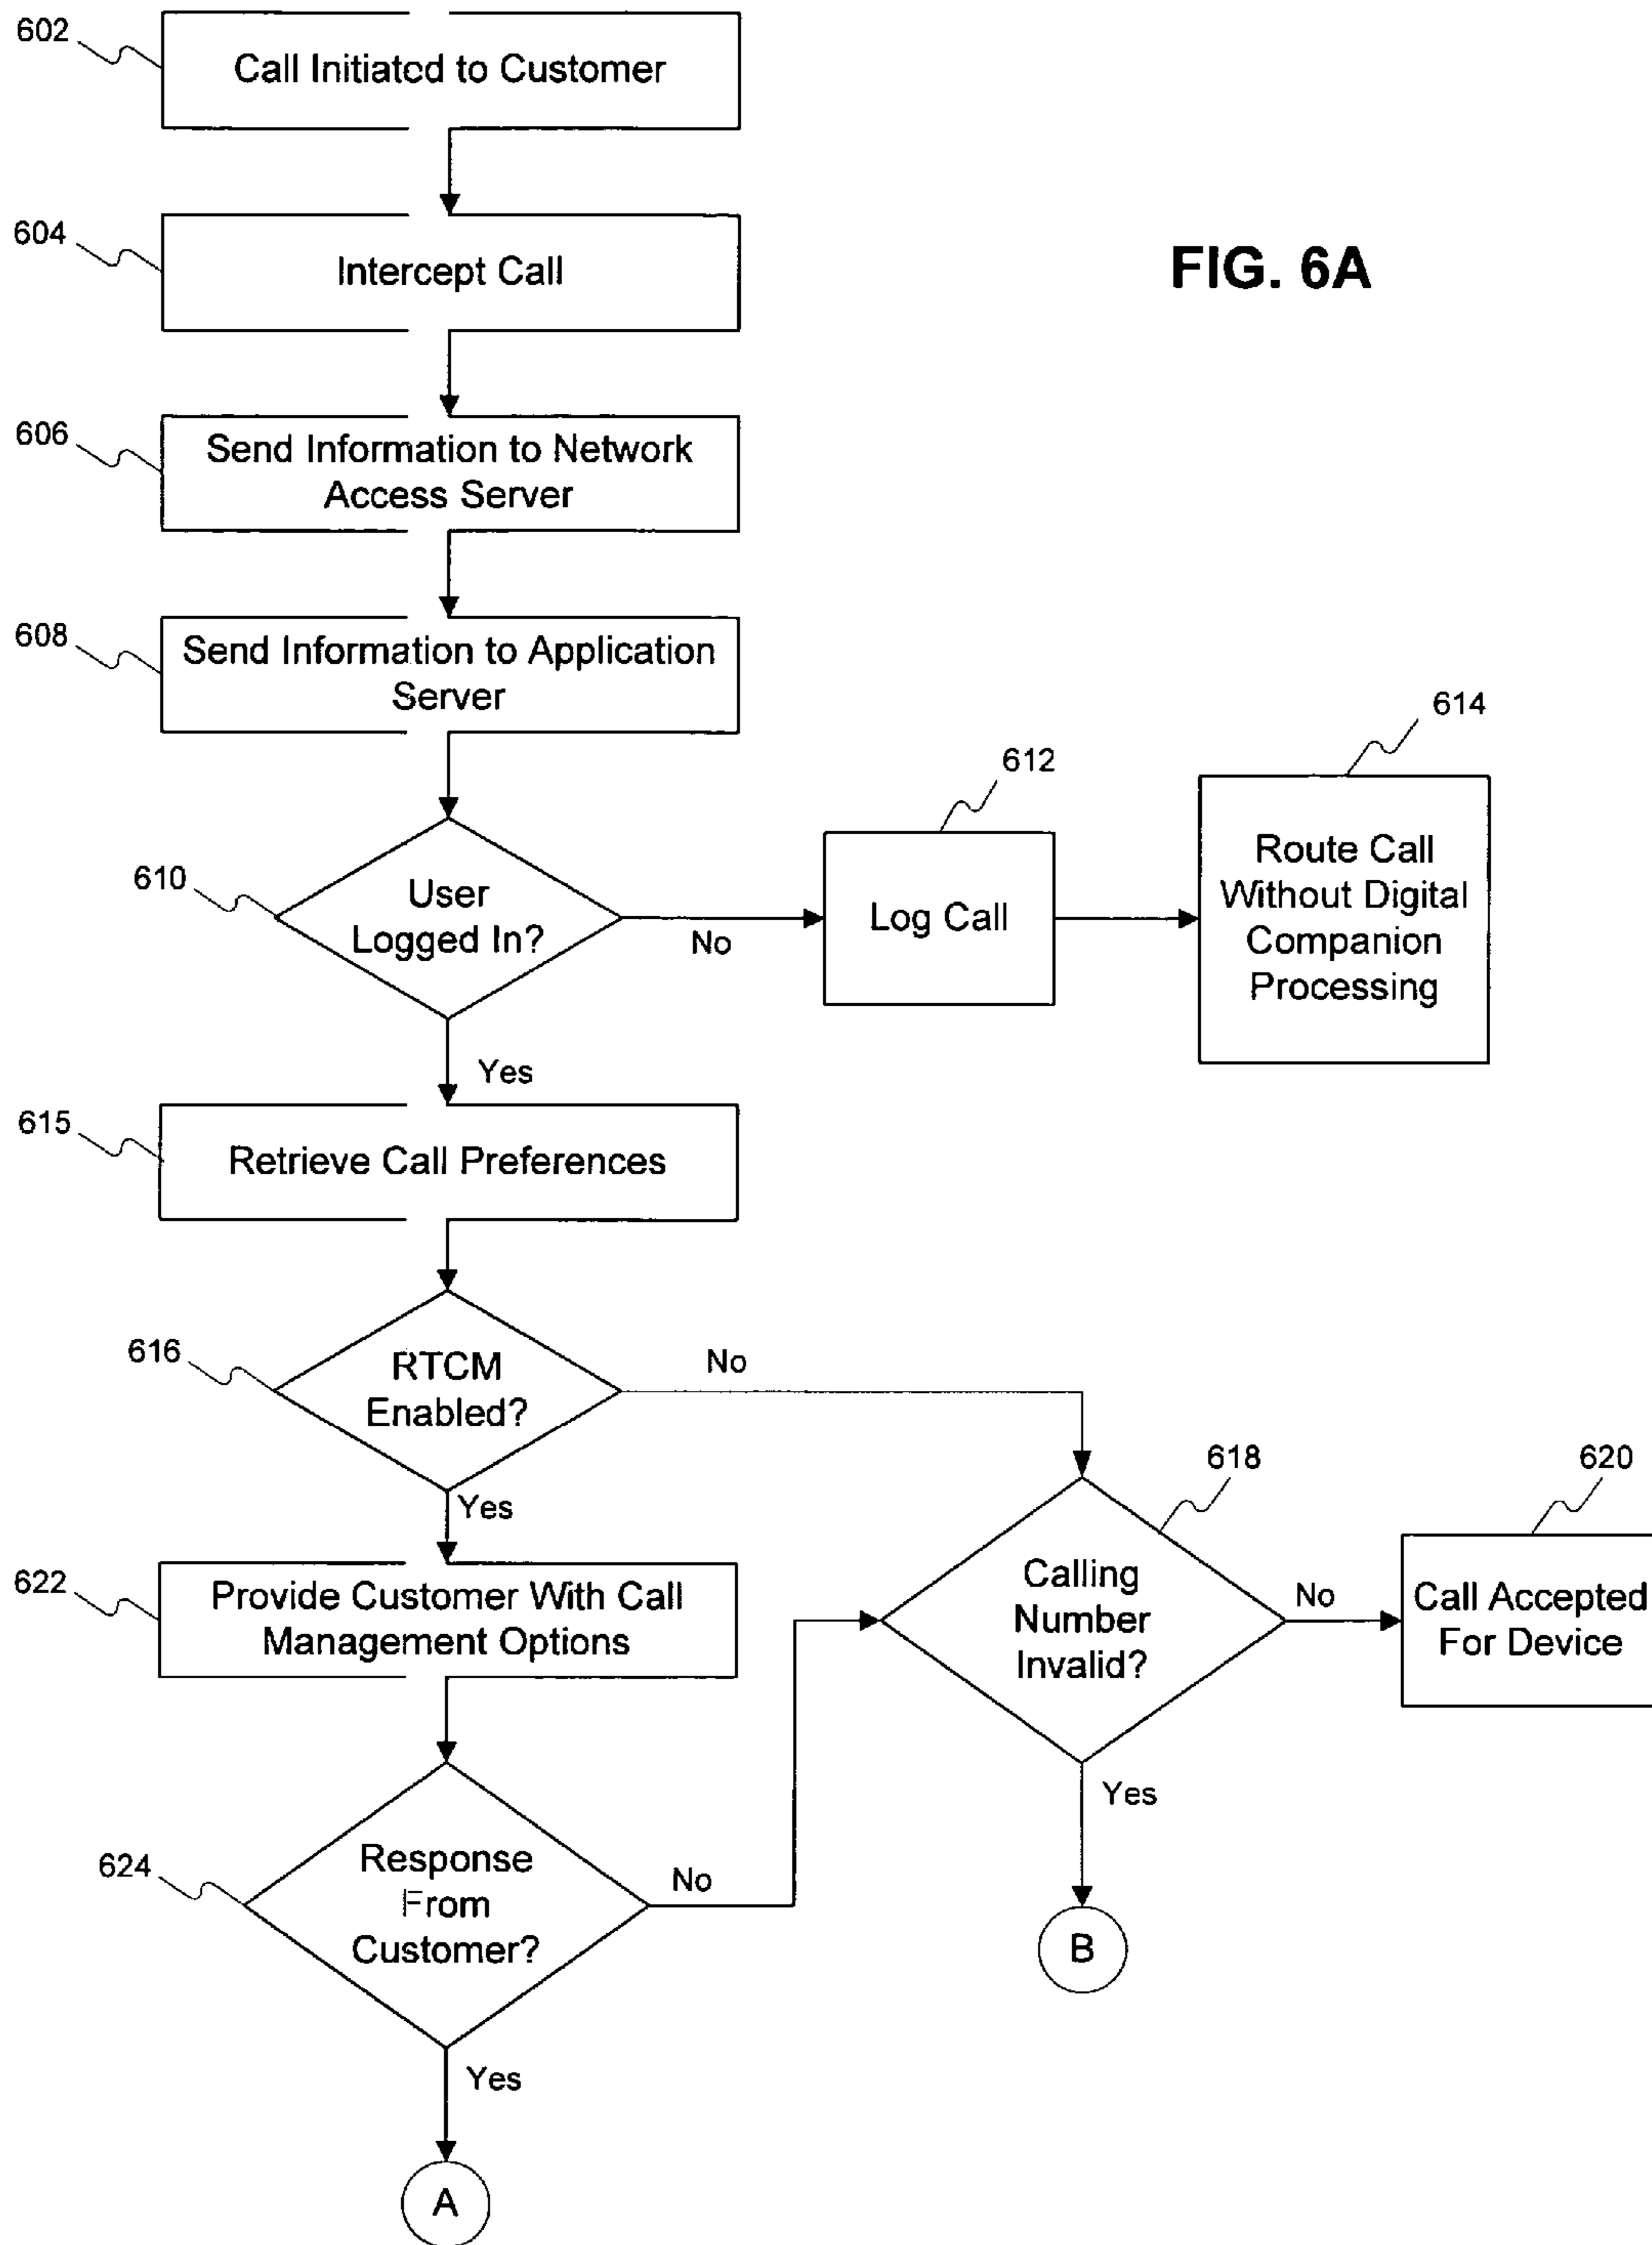 602
Call Initiated to Customer
604
Intercept Call
FIG. 6A
606
Send Information to Network
Access Server
608
Send Information to Application
Server
614
612
610
User
Logged In?
No
Log Call
Route Call
Without Digital
Companion
Processing
Yes
615
Retrieve Call Preferences
616
RTCM
Enabled?
No
618
620
Yes
622
Provide Customer With Call
Management Options
Calling
Number
Invalid?
No
Call Accepted
For Device
Yes
624
Response
From
Customer?
No
B
Yes
A